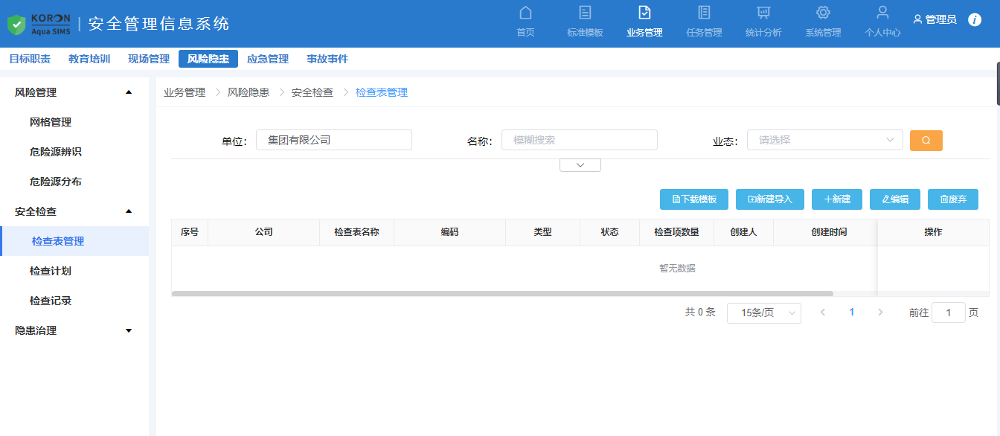 KORON
Aqua SIMS
安全管理信息系统
首页
标准模板
业务管理
任务管理
统计分析
系统管理
个人中心
管理员
目标职责
教育培训
现场管理
风险隐患
应急管理
事故事件
风险管理
网格管理
危险源辨识
危险源分布
安全检查
检查表管理
检查计划
检查记录
隐患治理
业务管理 > 风险隐患 > 安全检查 > 检查表管理
单位： 集团有限公司
名称： 模糊搜索
业态： 请选择
下载模板
新建导入
新建
编辑
废弃
序号 公司 检查表名称 编码 类型 状态 检查项数量 创建人 创建时间 操作
暂无数据
共 0 条 15条/页 < 1 > 前往 1 页